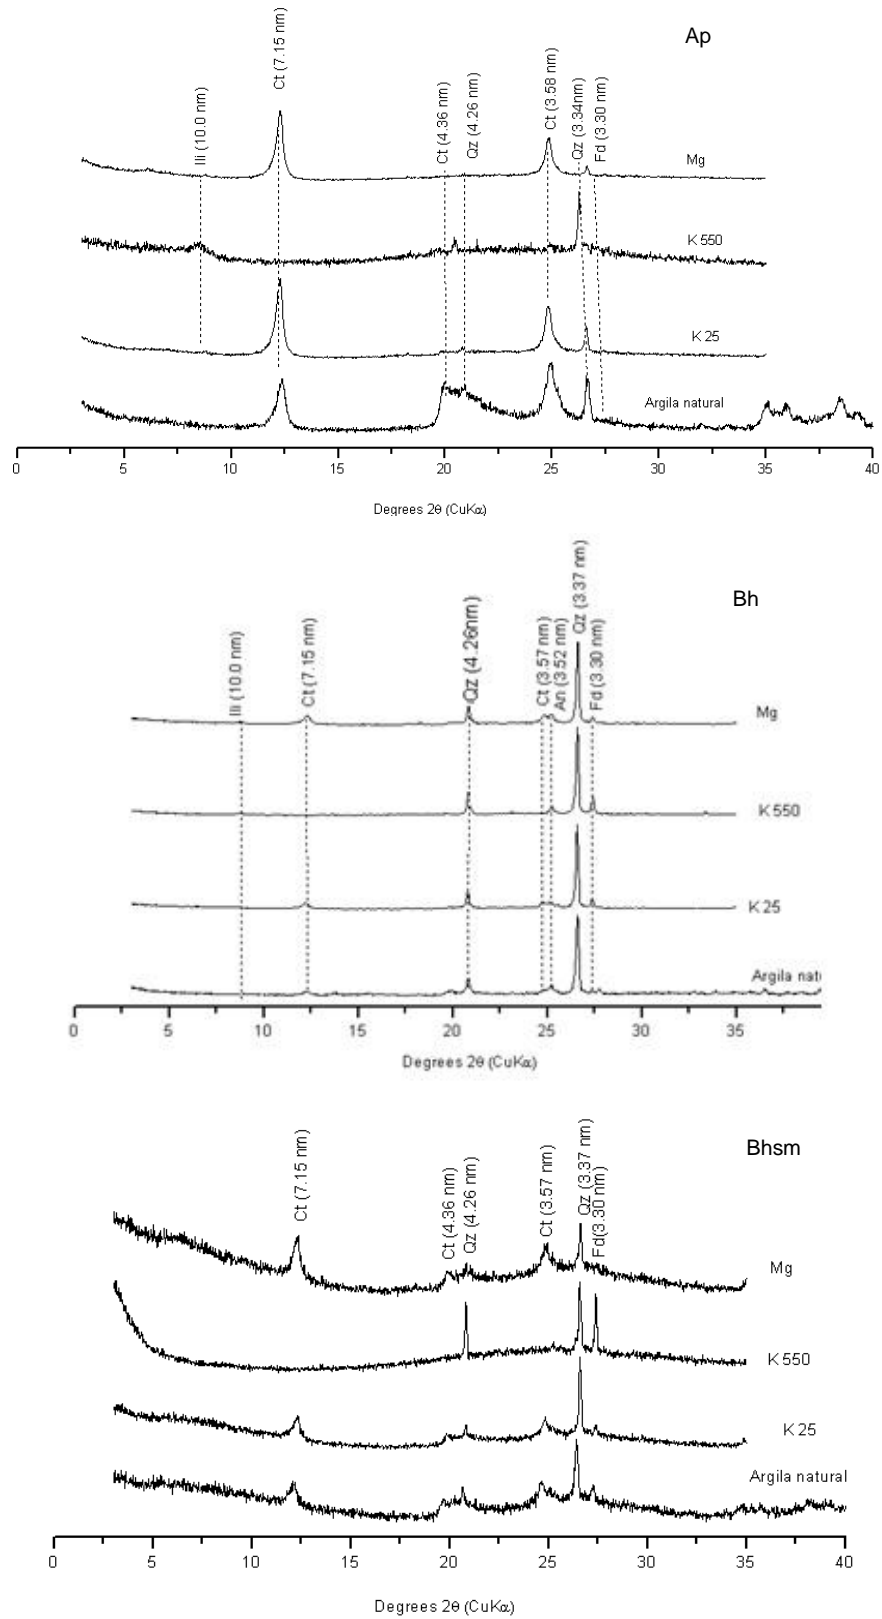 Ap
Ili (10.0 nm)
Ct (7.15 nm)
Ct (4.36 nm)
Qz (4.26 nm)
Ct (3.58 nm)
Qz (3.34nm)
Fd (3.30 nm)
Mg
K 550
K 25
Argila natural
0 5 10 15 20 25 30 35 40
Degrees 2θ (CuKα)
Bh
Ili (10.0 nm)
Ct (7.15 nm)
Qz (4.26nm)
Ct (3.57 nm)
An (3.52 nm)
Qz (3.37 nm)
Fd (3.30 nm)
Mg
K 550
K 25
Argila natu
0 5 10 15 20 25 30 35
Degrees 2θ (CuKα)
Bhsm
Ct (7.15 nm)
Ct (4.36 nm)
Qz (4.26 nm)
Ct (3.57 nm)
Qz (3.37 nm)
Fd(3.30 nm)
Mg
K 550
K 25
Argila natural
0 5 10 15 20 25 30 35 40
Degrees 2θ (CuKα)